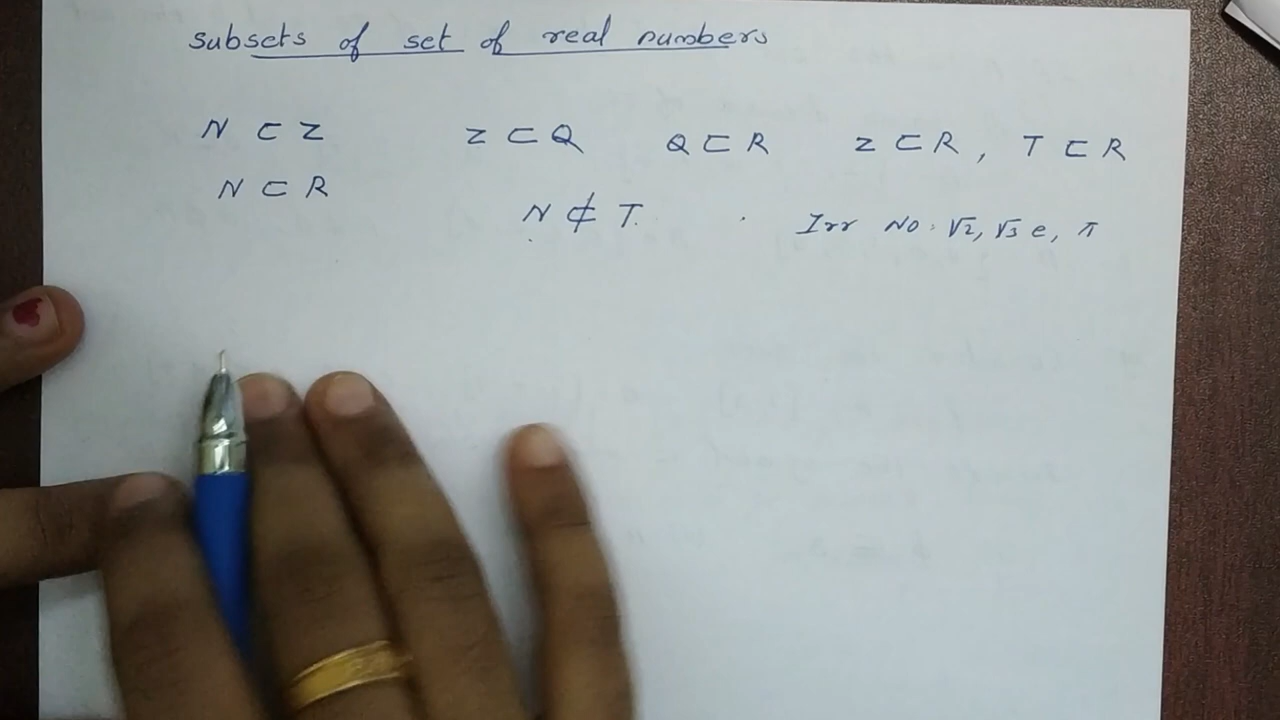 subsets of set of real numbers
N ⊂ Z Z ⊂ Q Q ⊂ R Z ⊂ R, T ⊂ R
N ⊂ R
N ⊄ T. Irr No: √2, √3 e, π